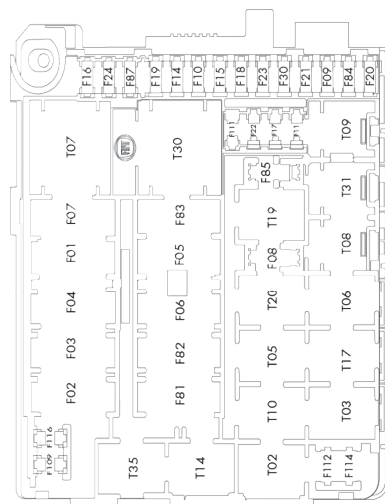 F16 F24 F87 F19 F14 F10 F15 F18 F23 F30 F21 F09 F84 F20
F111 F22 F17 F11
T07 T30 T09
F85
F07 F83 T19 T31
F01 F05 F08 T08
F04 F06 T20 T06
F03 F82 T05 T17
F02 F81 T10 T03
F109 F116
T35 T14 T02 F112 F114